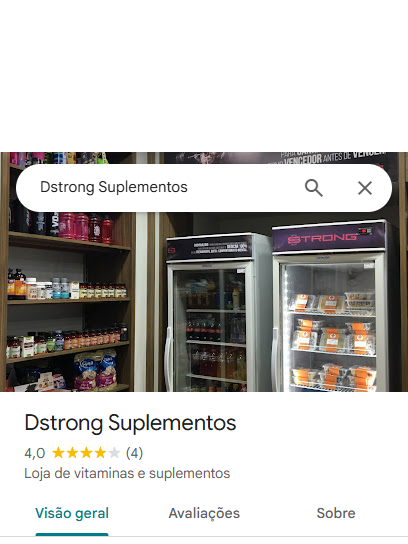 VENCEDOR ANTES DE VENCER
Dstrong Suplementos
STRONG
Dstrong Suplementos
4,0 (4)
Loja de vitaminas e suplementos
Visão geral Avaliações Sobre